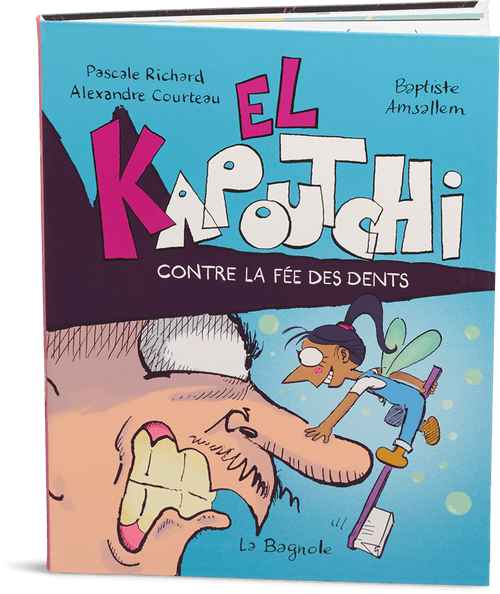 Pascale Richard
Alexandre Courteau
Baptiste
Amsallem
EL
KAPOUTCHI
CONTRE LA FÉE DES DENTS
La Bagnole